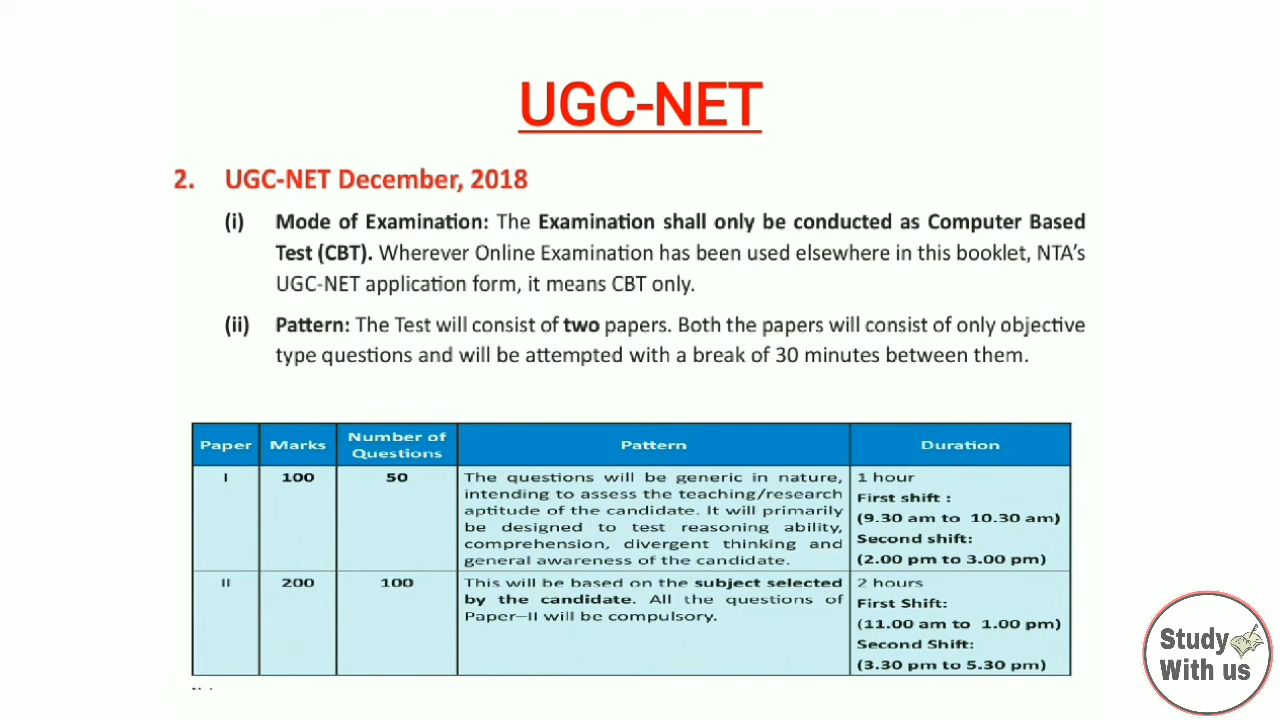 UGC-NET
2. UGC-NET December, 2018
(i) Mode of Examination: The Examination shall only be conducted as Computer Based
Test (CBT). Wherever Online Examination has been used elsewhere in this booklet, NTA's
UGC-NET application form, it means CBT only.
(ii) Pattern: The Test will consist of two papers. Both the papers will consist of only objective
type questions and will be attempted with a break of 30 minutes between them.
Paper Marks Number of Questions Pattern Duration
I 100 50
The questions will be generic in nature,
intending to assess the teaching/research
aptitude of the candidate. It will primarily
be designed to test reasoning ability,
comprehension, divergent thinking and
general awareness of the candidate.
1 hour
First shift :
(9.30 am to 10.30 am)
Second shift:
(2.00 pm to 3.00 pm)
II 200 100
This will be based on the subject selected
by the candidate. All the questions of
Paper–II will be compulsory.
2 hours
First Shift:
(11.00 am to 1.00 pm)
Second Shift:
(3.30 pm to 5.30 pm)
Study
With us